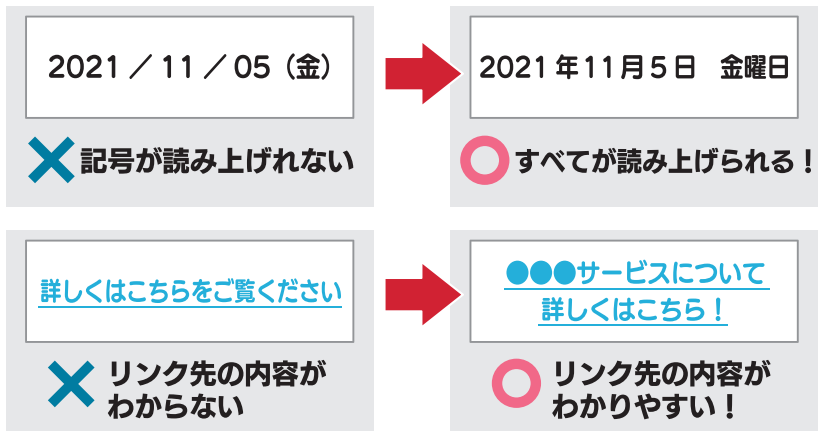 2021／11／05（金）
2021年11月5日　金曜日
記号が読み上げれない
すべてが読み上げられる！
詳しくはこちらをご覧ください
●●●サービスについて
詳しくはこちら！
リンク先の内容が
わからない
リンク先の内容が
わかりやすい！